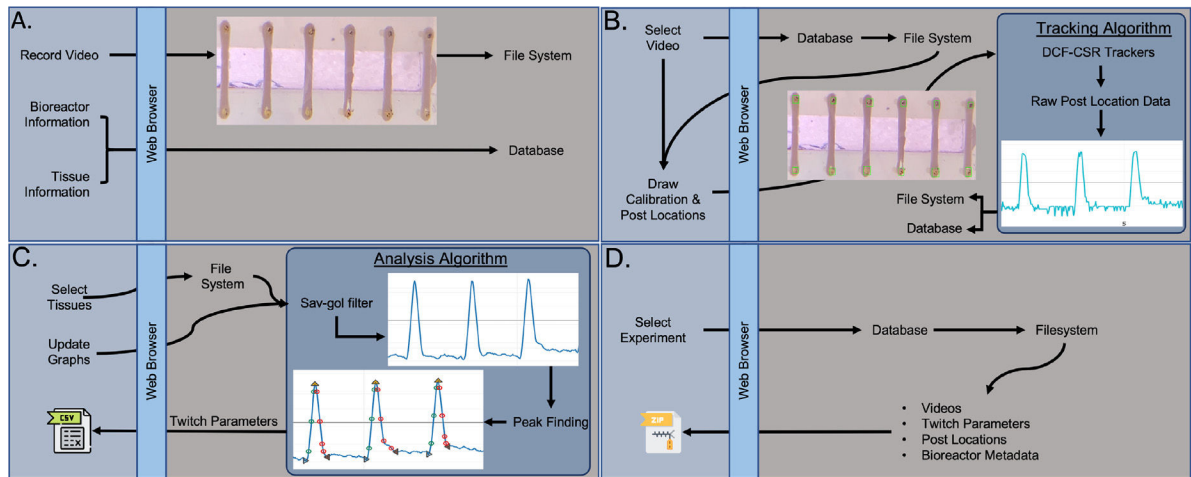 A.
Record Video
File System
Bioreactor
Information
Web Browser
Database
Tissue
Information
B.
Select
Video
Database
File System
Web Browser
Draw
Calibration &
Post Locations
Tracking Algorithm
DCF-CSR Trackers
Raw Post Location Data
s
File System
Database
C.
Select
Tissues
File
System
Update
Graphs
Web Browser
Analysis Algorithm
Sav-gol filter
Peak Finding
Twitch Parameters
CSV
D.
Select
Experiment
Web Browser
Database
Filesystem
ZIP
• Videos
• Twitch Parameters
• Post Locations
• Bioreactor Metadata